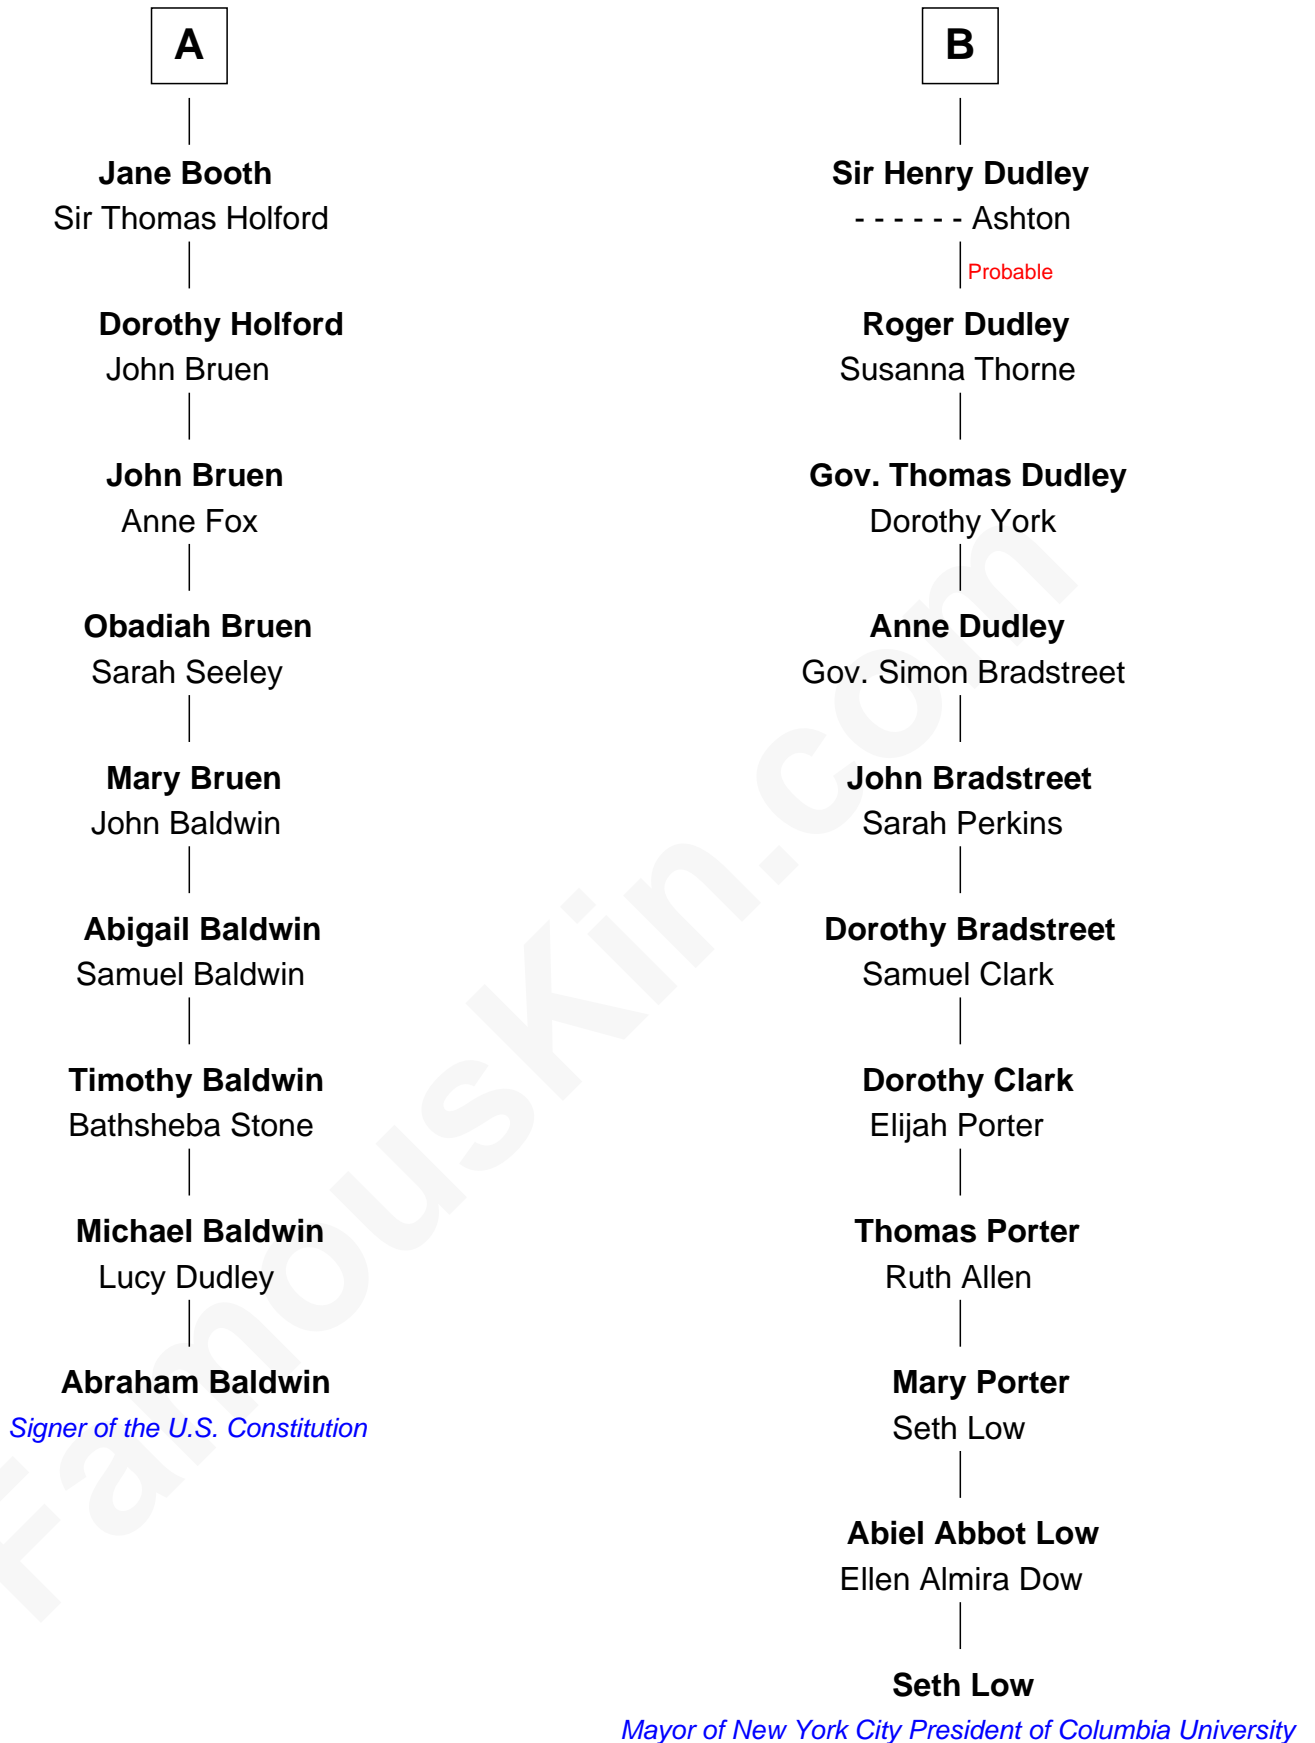 A
Jane Booth
Sir Thomas Holford
Dorothy Holford
John Bruen
John Bruen
Anne Fox
Obadiah Bruen
Sarah Seeley
Mary Bruen
John Baldwin
Abigail Baldwin
Samuel Baldwin
Timothy Baldwin
Bathsheba Stone
Michael Baldwin
Lucy Dudley
Abraham Baldwin
Signer of the U.S. Constitution
B
Sir Henry Dudley
- - - - - - Ashton
Probable
Roger Dudley
Susanna Thorne
Gov. Thomas Dudley
Dorothy York
Anne Dudley
Gov. Simon Bradstreet
John Bradstreet
Sarah Perkins
Dorothy Bradstreet
Samuel Clark
Dorothy Clark
Elijah Porter
Thomas Porter
Ruth Allen
Mary Porter
Seth Low
Abiel Abbot Low
Ellen Almira Dow
Seth Low
Mayor of New York City President of Columbia University
FamousKin.com